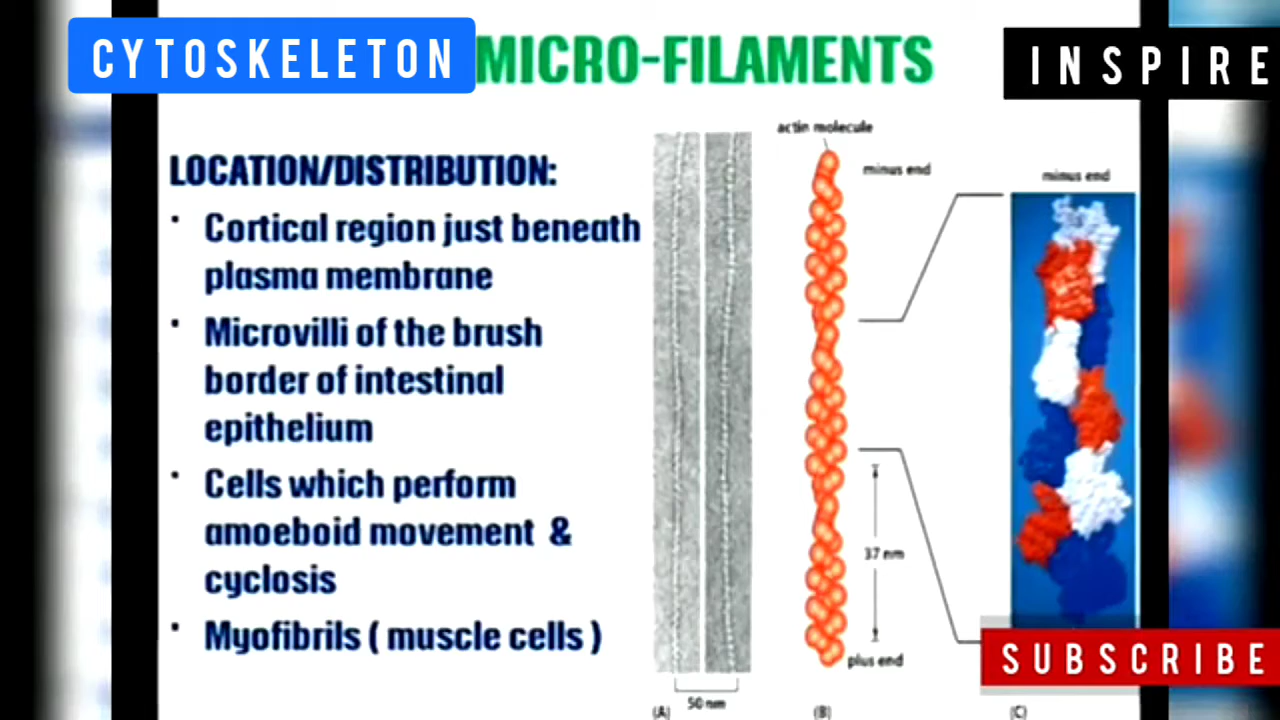 CYTOSKELETON
MICRO-FILAMENTS
INSPIRE
LOCATION/DISTRIBUTION:
· Cortical region just beneath
plasma membrane
· Microvilli of the brush
border of intestinal
epithelium
· Cells which perform
amoeboid movement &
cyclosis
· Myofibrils ( muscle cells )
actin molecule
minus end
minus end
37 nm
plus end
50 nm
(A)
(B)
(C)
SUBSCRIBE